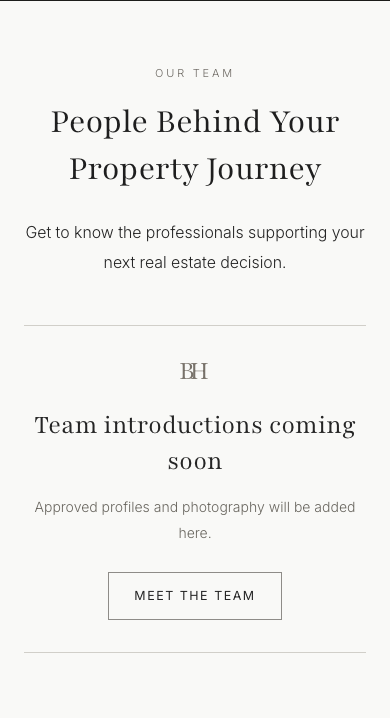 OUR TEAM
People Behind Your
Property Journey
Get to know the professionals supporting your
next real estate decision.
BH
Team introductions coming
soon
Approved profiles and photography will be added
here.
MEET THE TEAM